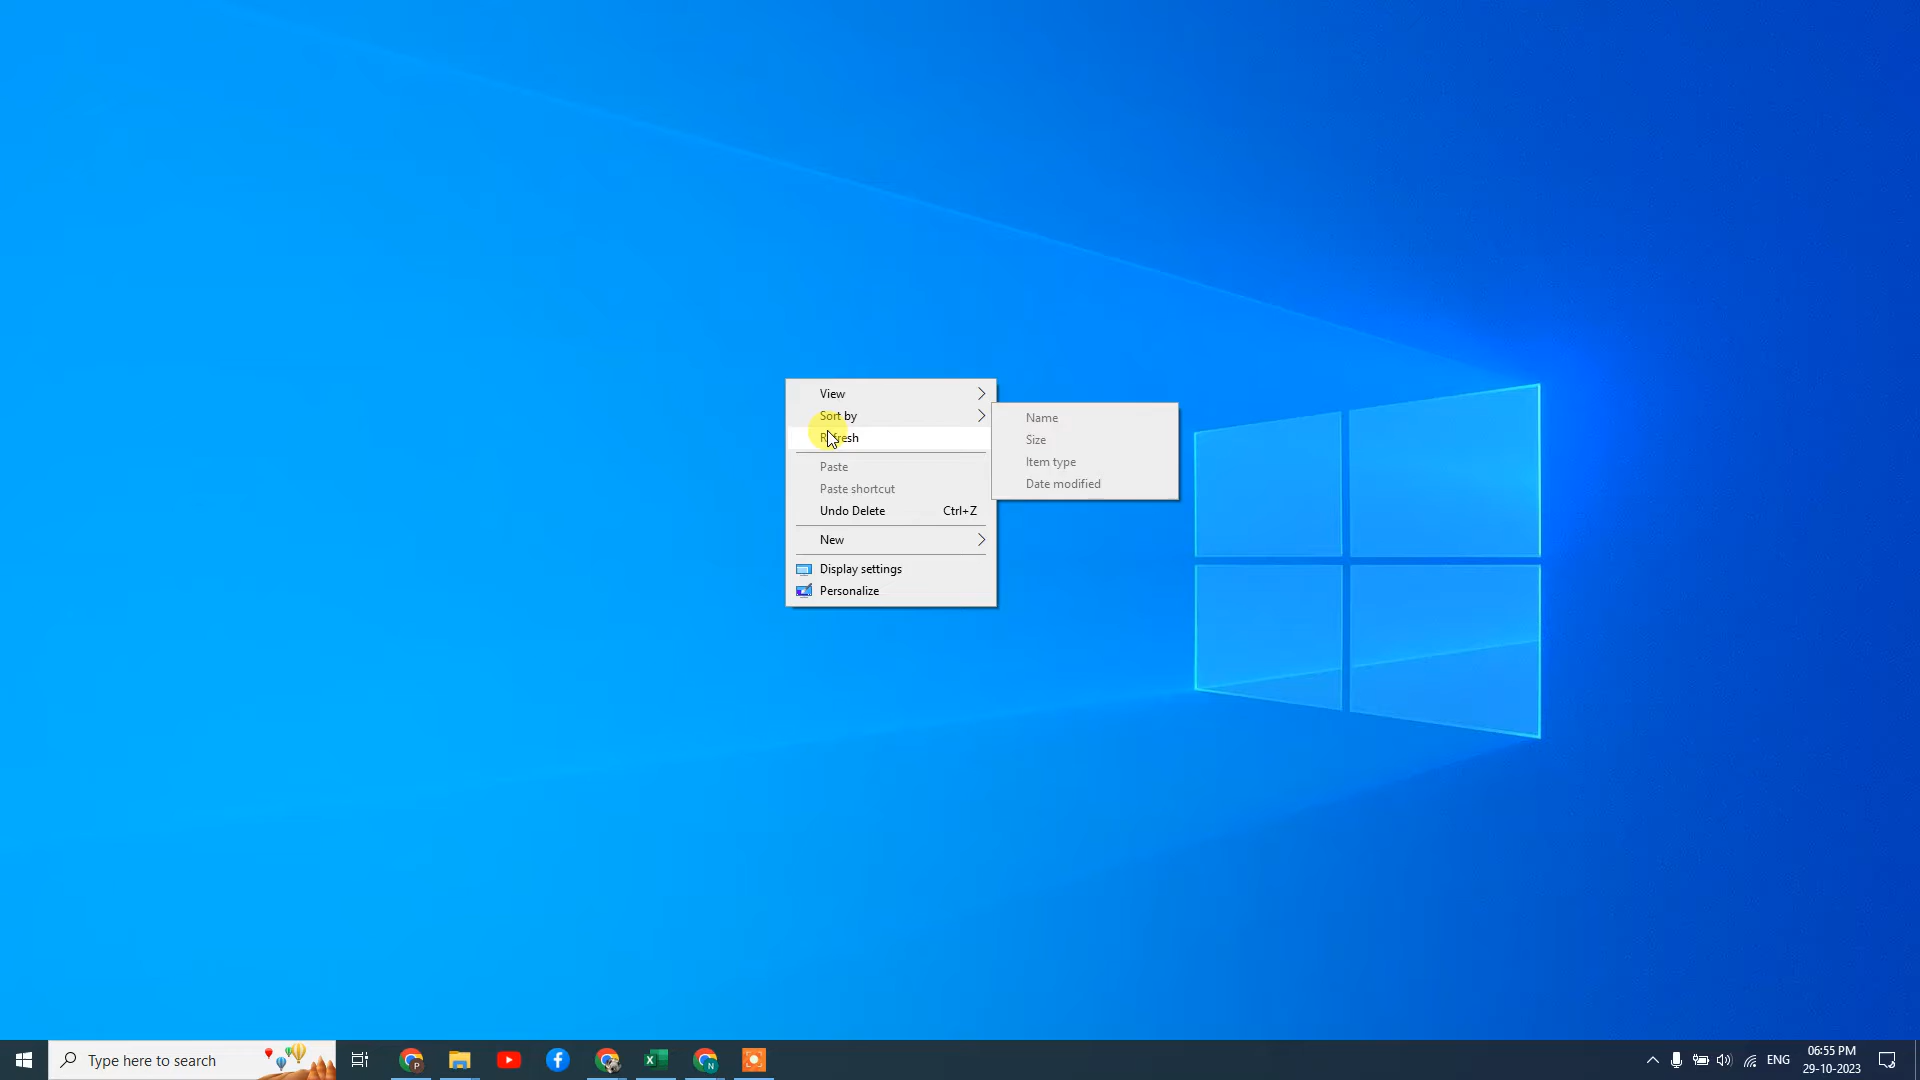 View
Sort by
Refresh
Paste
Paste shortcut
Undo Delete Ctrl+Z
New
Display settings
Personalize
Name
Size
Item type
Date modified
Type here to search
P
X
N
ENG
06:55 PM
29-10-2023